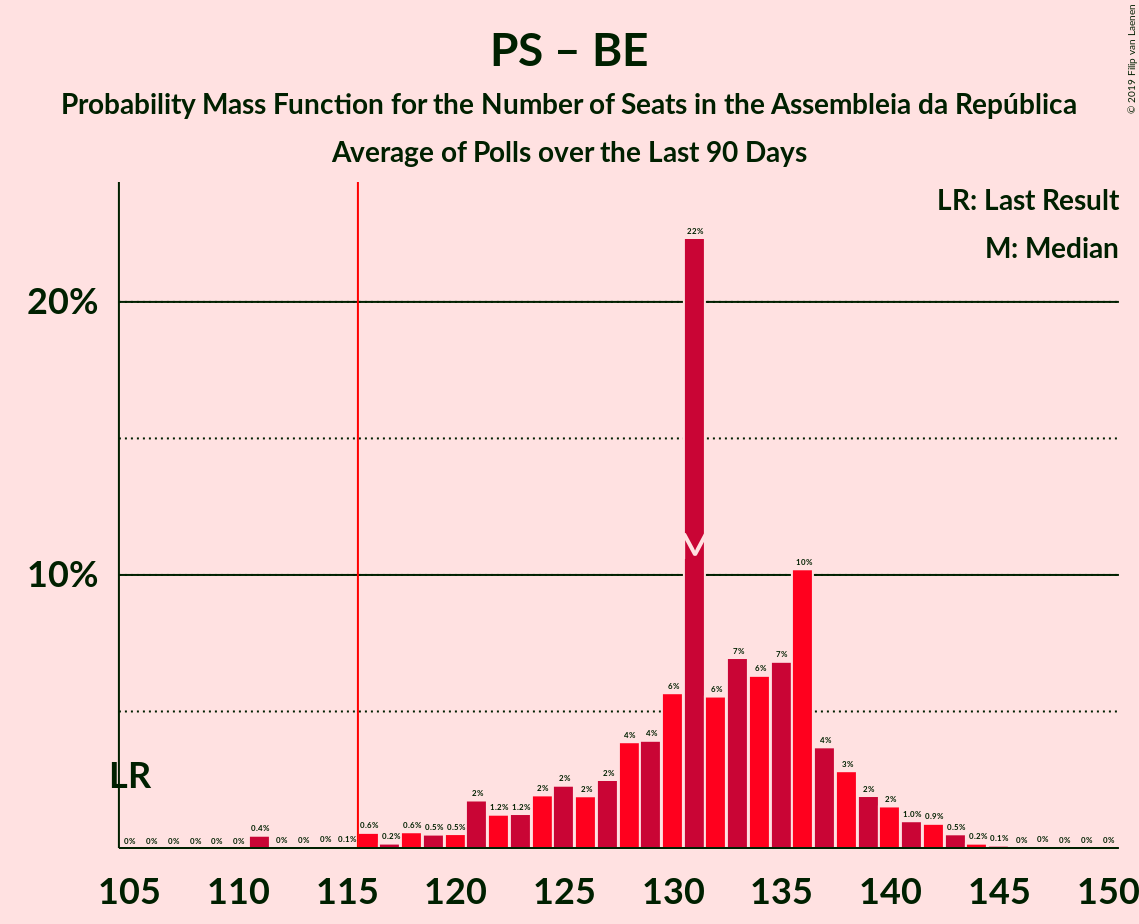 PS – BE
Probability Mass Function for the Number of Seats in the Assembleia da República
Average of Polls over the Last 90 Days
© 2019 Filip van Laenen
LR: Last Result
M: Median
20%
10%
LR
M
0% 0% 0% 0% 0% 0% 0.4% 0% 0% 0% 0.1% 0.6% 0.2% 0.6% 0.5% 0.5% 2% 1.2% 1.2% 2% 2% 2% 2% 4% 4% 6% 22% 6% 7% 6% 7% 10% 4% 3% 2% 2% 1.0% 0.9% 0.5% 0.2% 0.1% 0% 0% 0% 0% 0%
105 110 115 120 125 130 135 140 145 150